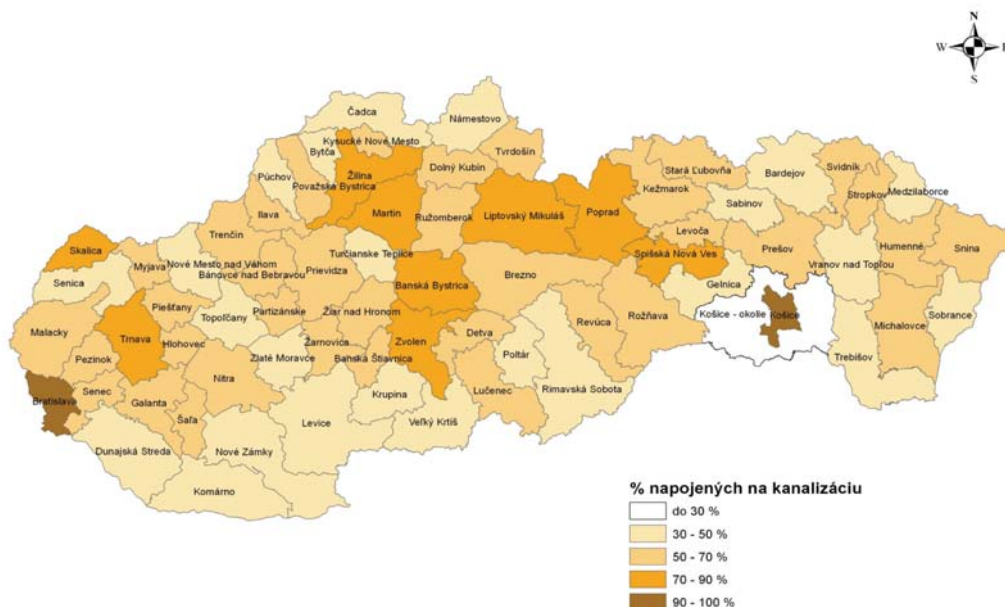 N
W E
S
Čadca
Námestovo
Kysucké Nové Mesto
Bytča
Tvrdošín
Púchov
Žilina
Dolný Kubín
Stará Ľubovňa
Bardejov
Svidník
Považská Bystrica
Kežmarok
Stropkov
Medzilaborce
Ilava
Martin
Ružomberok
Liptovský Mikuláš
Poprad
Sabinov
Levoča
Trenčín
Turčianske Teplice
Prešov
Humenné
Snina
Skalica
Myjava
Nové Mesto nad Váhom
Bánovce nad Bebravou
Prievidza
Brezno
Spišská Nová Ves
Vranov nad Topľou
Senica
Banská Bystrica
Gelnica
Piešťany
Topoľčany
Partizánske
Žiar nad Hronom
Košice - okolie
Košice
Sobrance
Malacky
Trnava
Hlohovec
Žarnovica
Zvolen
Detva
Revúca
Rožňava
Michalovce
Pezinok
Zlaté Moravce
Banská Štiavnica
Poltár
Trebišov
Bratislava
Senec
Galanta
Nitra
Krupina
Lučenec
Rimavská Sobota
Šaľa
Levice
Veľký Krtíš
Dunajská Streda
Nové Zámky
Komárno
% napojených na kanalizáciu
do 30 %
30 - 50 %
50 - 70 %
70 - 90 %
90 - 100 %